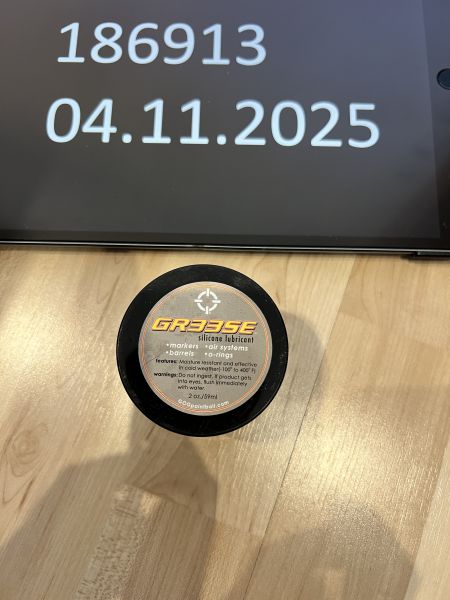 186913
04.11.2025
GR33SE
silicone lubricant
•markers •air systems
•barrels •o-rings
features: Moisture resistant and effective
in cold weather(-100° to 400° F)
warnings: Do not ingest, if product gets
into eyes, flush immediately
with water.
2 oz./59ml
GOGpaintball.com